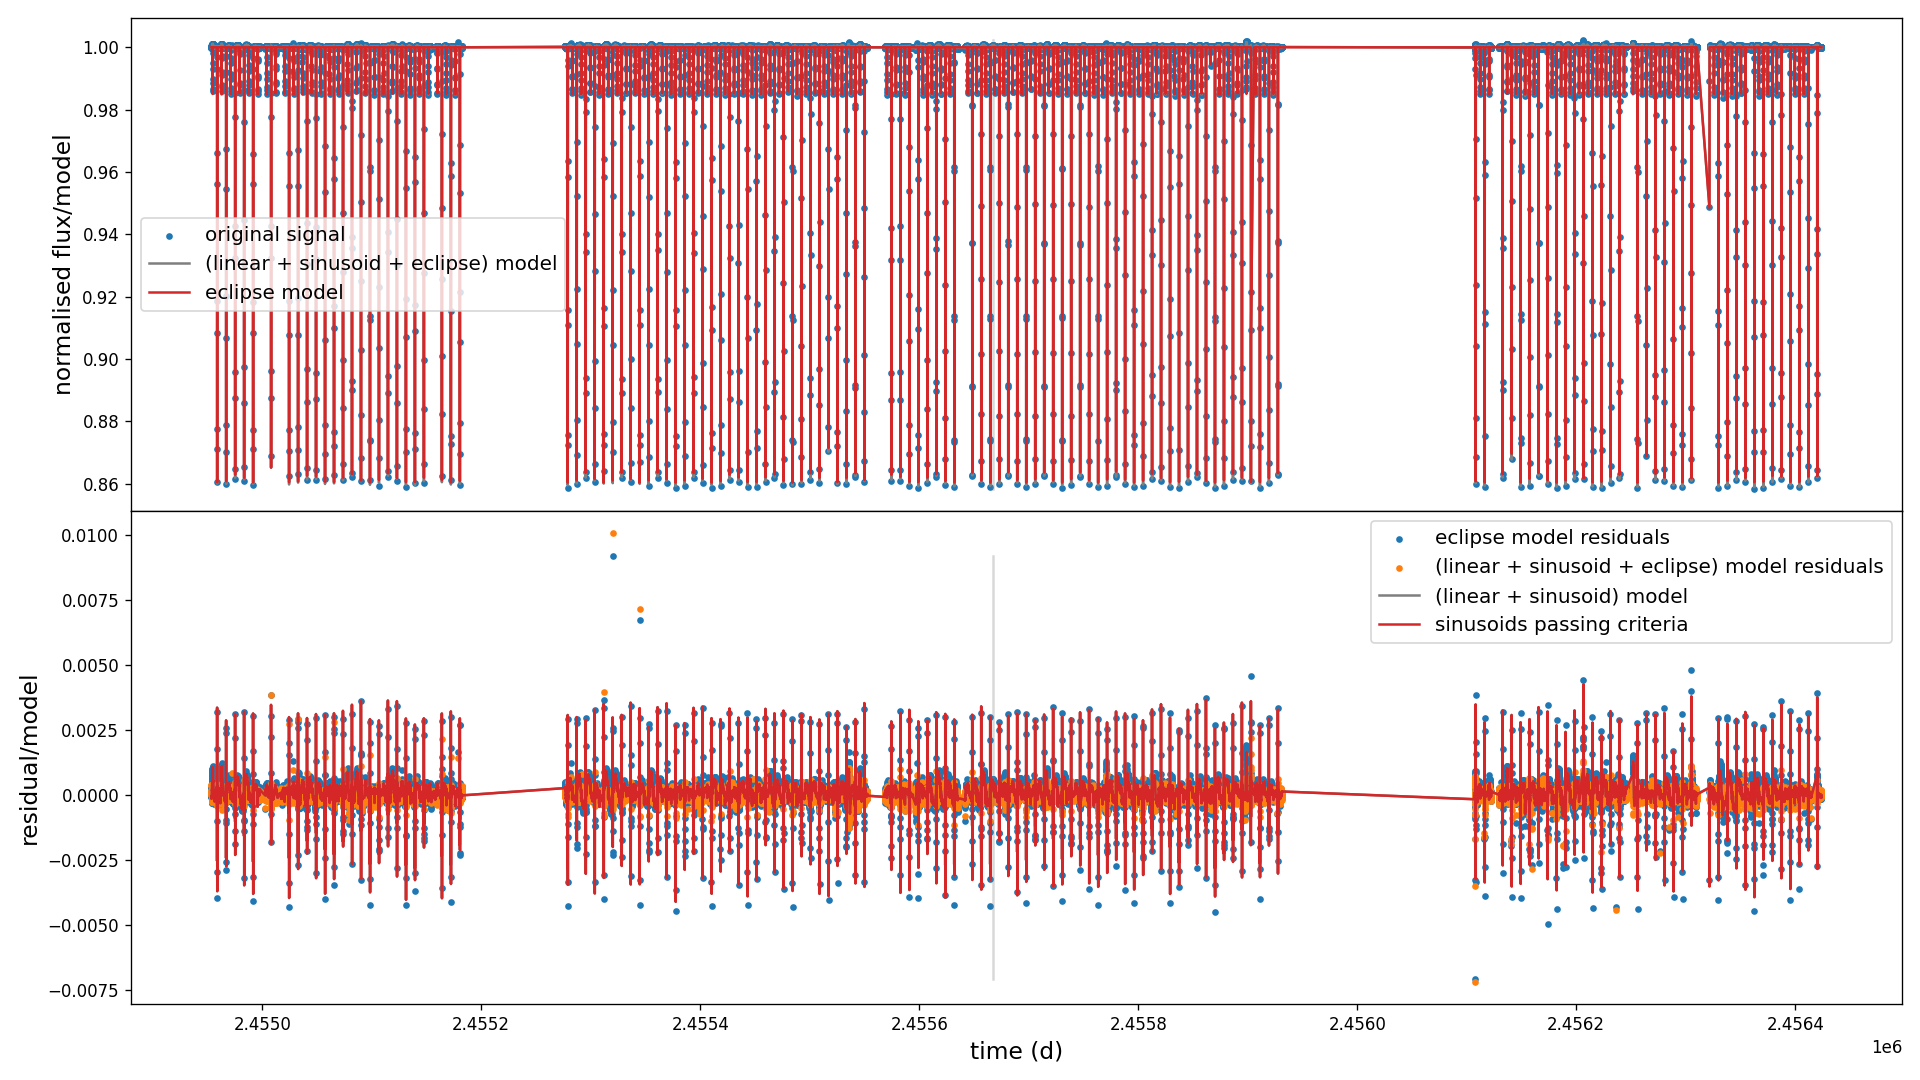 normalised flux/model
1.00
0.98
0.96
0.94
0.92
0.90
0.88
0.86
original signal
(linear + sinusoid + eclipse) model
eclipse model
residual/model
0.0100
0.0075
0.0050
0.0025
0.0000
−0.0025
−0.0050
−0.0075
eclipse model residuals
(linear + sinusoid + eclipse) model residuals
(linear + sinusoid) model
sinusoids passing criteria
2.4550
2.4552
2.4554
2.4556
2.4558
2.4560
2.4562
2.4564
1e6
time (d)